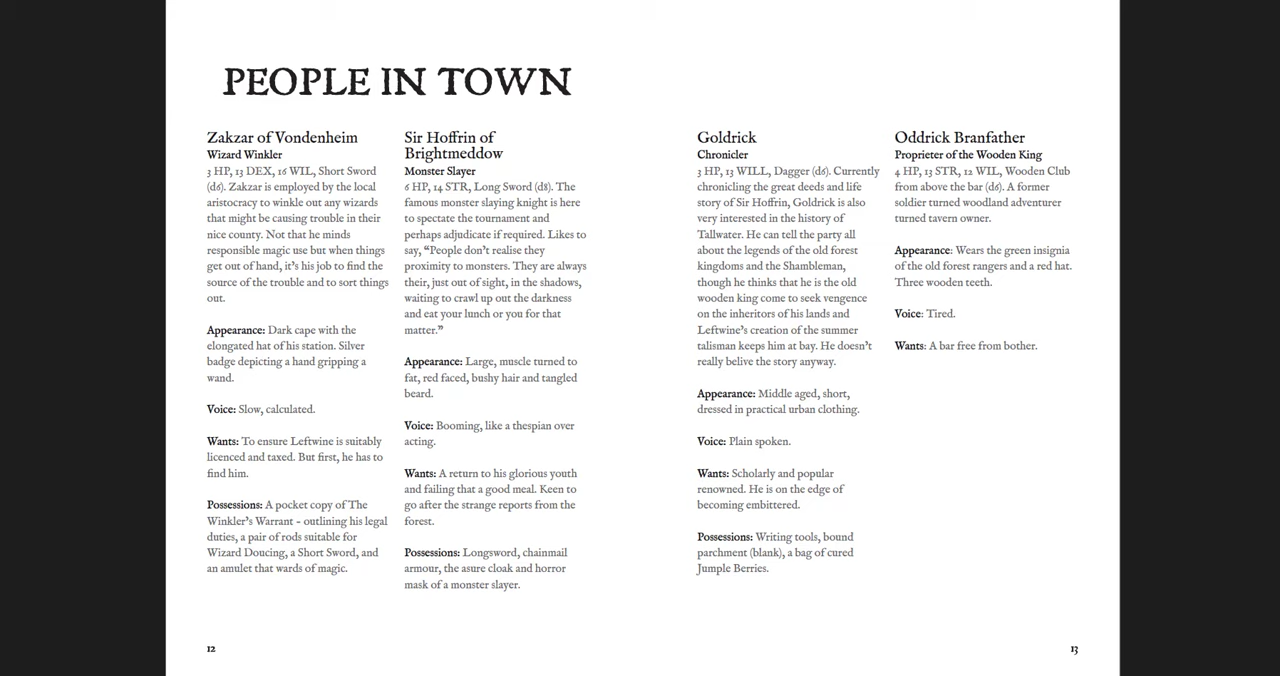 PEOPLE IN TOWN
Zakzar of Vondenheim
Wizard Winkler
3 HP, 13 DEX, 16 WIL, Short Sword
(d6). Zakzar is employed by the local
aristocracy to winkle out any wizards
that might be causing trouble in their
nice county. Not that he minds
responsible magic use but when things
get out of hand, it's his job to find the
source of the trouble and to sort things
out.
Appearance: Dark cape with the
elongated hat of his station. Silver
badge depicting a hand gripping a
wand.
Voice: Slow, calculated.
Wants: To ensure Leftwine is suitably
licenced and taxed. But first, he has to
find him.
Possessions: A pocket copy of The
Winkler's Warrant - outlining his legal
duties, a pair of rods suitable for
Wizard Doucing, a Short Sword, and
an amulet that wards of magic.
Sir Hoffrin of
Brightmeddow
Monster Slayer
6 HP, 14 STR, Long Sword (d8). The
famous monster slaying knight is here
to spectate the tournament and
perhaps adjudicate if required. Likes to
say, “People don't realise they
proximity to monsters. They are always
their, just out of sight, in the shadows,
waiting to crawl up out the darkness
and eat your lunch or you for that
matter.”
Appearance: Large, muscle turned to
fat, red faced, bushy hair and tangled
beard.
Voice: Booming, like a thespian over
acting.
Wants: A return to his glorious youth
and failing that a good meal. Keen to
go after the strange reports from the
forest.
Possessions: Longsword, chainmail
armour, the asure cloak and horror
mask of a monster slayer.
12
Goldrick
Chronicler
3 HP, 13 WILL, Dagger (d6). Currently
chronicling the great deeds and life
story of Sir Hoffrin, Goldrick is also
very interested in the history of
Tallwater. He can tell the party all
about the legends of the old forest
kingdoms and the Shambleman,
though he thinks that he is the old
wooden king come to seek vengence
on the inheritors of his lands and
Leftwine's creation of the summer
talisman keeps him at bay. He doesn't
really belive the story anyway.
Appearance: Middle aged, short,
dressed in practical urban clothing.
Voice: Plain spoken.
Wants: Scholarly and popular
renowned. He is on the edge of
becoming embittered.
Possessions: Writing tools, bound
parchment (blank), a bag of cured
Jumple Berries.
Oddrick Branfather
Proprieter of the Wooden King
4 HP, 13 STR, 12 WIL, Wooden Club
from above the bar (d6). A former
soldier turned woodland adventurer
turned tavern owner.
Appearance: Wears the green insignia
of the old forest rangers and a red hat.
Three wooden teeth.
Voice: Tired.
Wants: A bar free from bother.
13